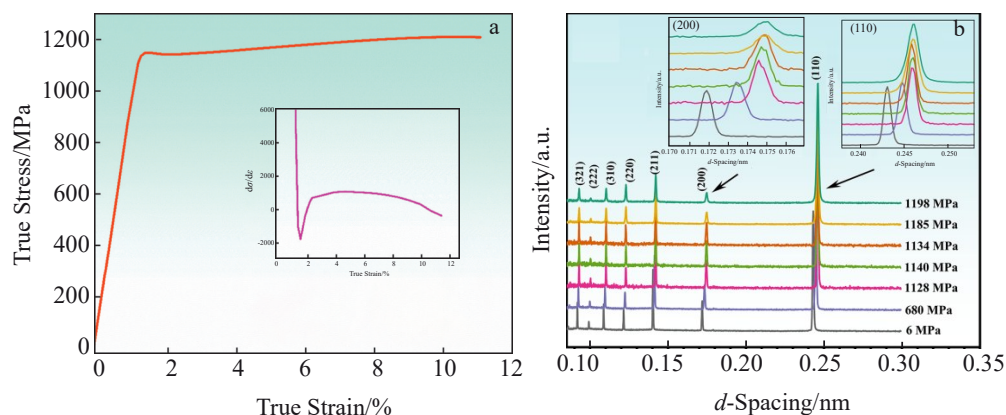 a
True Stress/MPa
1200
1000
800
600
400
1200
0
0
2
4
6
8
10
12
True Strain/%
dσ/dε
6000
4000
2000
0
-2000
0
2
4
6
8
10
12
True Strain/%
b
Intensity/a.u.
(200)
Intensity/a.u.
0.170
0.171
0.172
0.173
0.174
0.175
0.176
d-Spacing/nm
(110)
Intensity/a.u.
0.240
0.245
0.250
d-Spacing/nm
(321)
(222)
(310)
(220)
(211)
(200)
(110)
1198 MPa
1185 MPa
1134 MPa
1140 MPa
1128 MPa
680 MPa
6 MPa
0.10
0.15
0.20
0.25
0.30
0.35
d-Spacing/nm